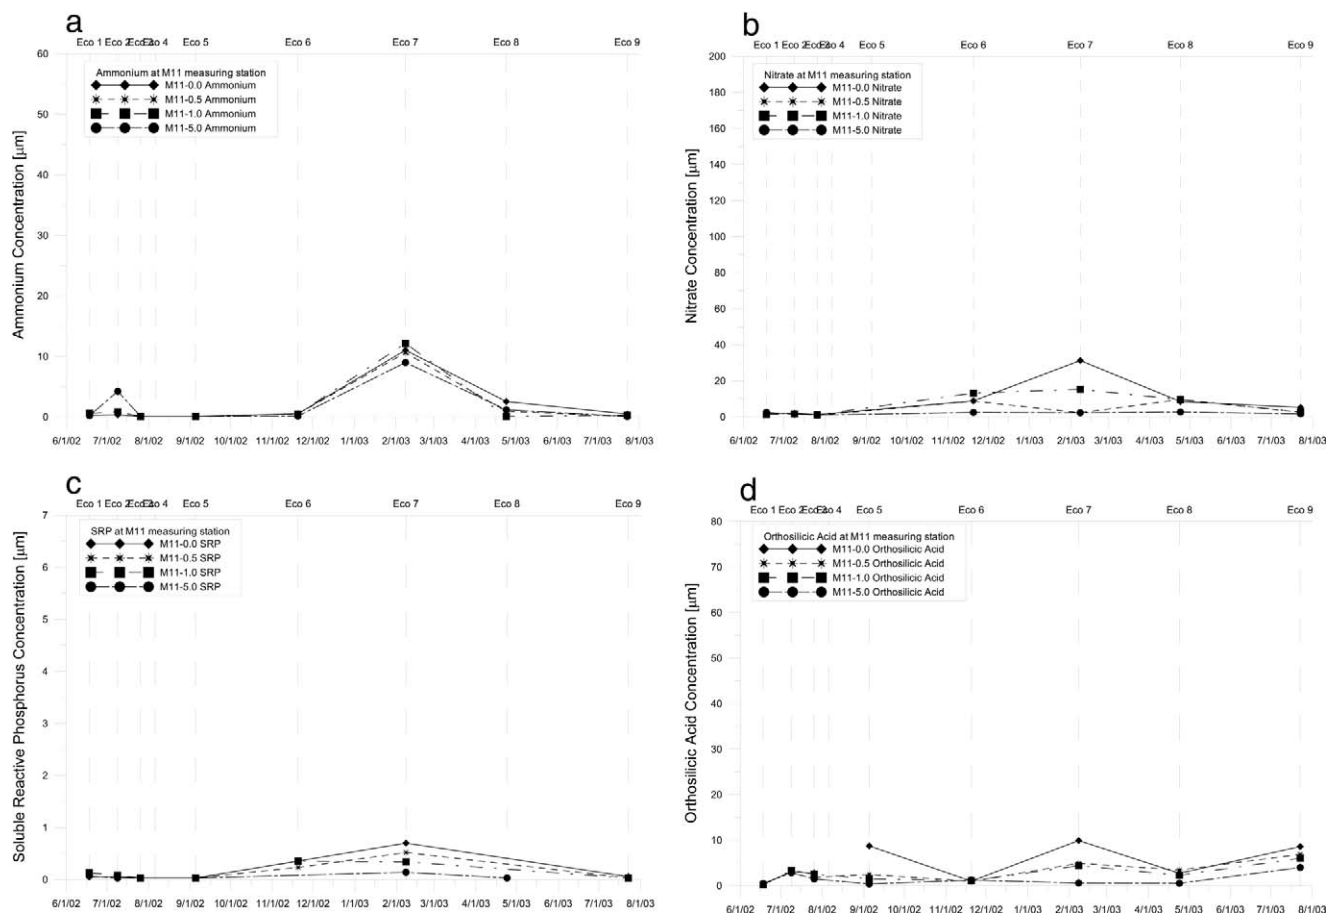 a
Eco 1 Eco 2 Eco 3 Eco 4 Eco 5 Eco 6 Eco 7 Eco 8 Eco 9
60
50
40
30
20
10
0
Ammonium Concentration [µm]
Ammonium at M11 measuring station
M11-0.0 Ammonium
M11-0.5 Ammonium
M11-1.0 Ammonium
M11-5.0 Ammonium
6/1/02 7/1/02 8/1/02 9/1/02 10/1/02 11/1/02 12/1/02 1/1/03 2/1/03 3/1/03 4/1/03 5/1/03 6/1/03 7/1/03 8/1/03
b
Eco 1 Eco 2 Eco 3 Eco 4 Eco 5 Eco 6 Eco 7 Eco 8 Eco 9
200
180
160
140
120
100
80
60
40
20
0
Nitrate Concentration [µm]
Nitrate at M11 measuring station
M11-0.0 Nitrate
M11-0.5 Nitrate
M11-1.0 Nitrate
M11-5.0 Nitrate
6/1/02 7/1/02 8/1/02 9/1/02 10/1/02 11/1/02 12/1/02 1/1/03 2/1/03 3/1/03 4/1/03 5/1/03 6/1/03 7/1/03 8/1/03
c
Eco 1 Eco 2 Eco 3 Eco 4 Eco 5 Eco 6 Eco 7 Eco 8 Eco 9
7
6
5
4
3
2
1
0
Soluble Reactive Phosphorus Concentration [µm]
SRP at M11 measuring station
M11-0.0 SRP
M11-0.5 SRP
M11-1.0 SRP
M11-5.0 SRP
6/1/02 7/1/02 8/1/02 9/1/02 10/1/02 11/1/02 12/1/02 1/1/03 2/1/03 3/1/03 4/1/03 5/1/03 6/1/03 7/1/03 8/1/03
d
Eco 1 Eco 2 Eco 3 Eco 4 Eco 5 Eco 6 Eco 7 Eco 8 Eco 9
80
70
60
50
40
30
20
10
0
Orthosilicic Acid Concentration [µm]
Orthosilicic Acid at M11 measuring station
M11-0.0 Orthosilicic Acid
M11-0.5 Orthosilicic Acid
M11-1.0 Orthosilicic Acid
M11-5.0 Orthosilicic Acid
6/1/02 7/1/02 8/1/02 9/1/02 10/1/02 11/1/02 12/1/02 1/1/03 2/1/03 3/1/03 4/1/03 5/1/03 6/1/03 7/1/03 8/1/03